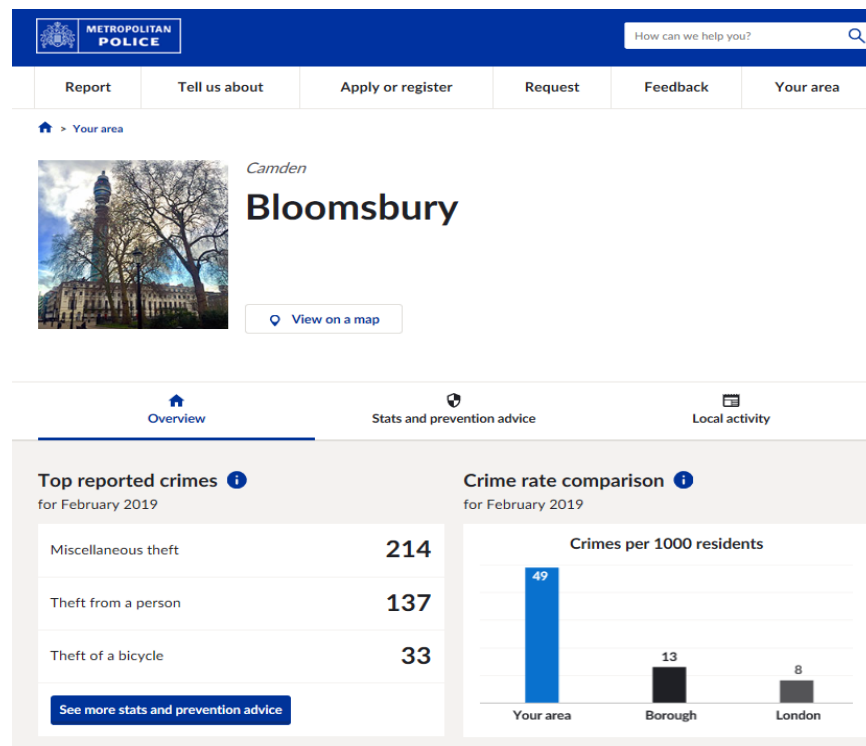 METROPOLITAN
POLICE
How can we help you?
Report
Tell us about
Apply or register
Request
Feedback
Your area
> Your area
Camden
Bloomsbury
View on a map
Overview
Stats and prevention advice
Local activity
Top reported crimes i
for February 2019
Miscellaneous theft 214
Theft from a person 137
Theft of a bicycle 33
See more stats and prevention advice
Crime rate comparison i
for February 2019
Crimes per 1000 residents
49
13
8
Your area
Borough
London